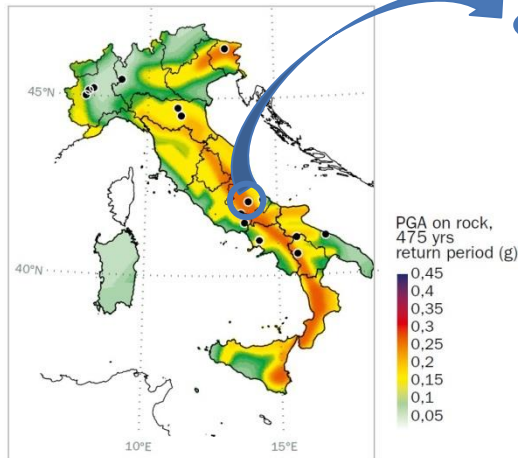 45°N
40°N
10°E
15°E
PGA on rock,
475 yrs
return period (g)
0,45
0,4
0,35
0,3
0,25
0,2
0,15
0,1
0,05